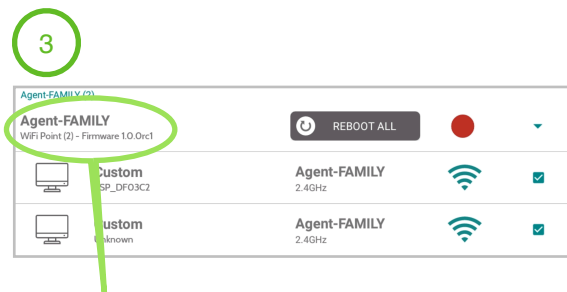 3
Agent-FAMILY (2)
Agent-FAMILY
REBOOT ALL
WiFi Point (2) - Firmware 1.0.0rc1
Custom
Agent-FAMILY
ESP_DF03C2
2.4GHz
Custom
Agent-FAMILY
Unknown
2.4GHz